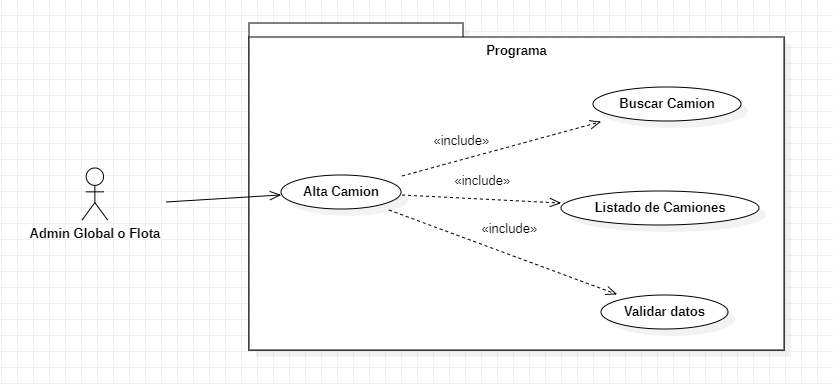 Programa
Buscar Camion
«include»
Alta Camion
«include»
Listado de Camiones
«include»
Admin Global o Flota
Validar datos